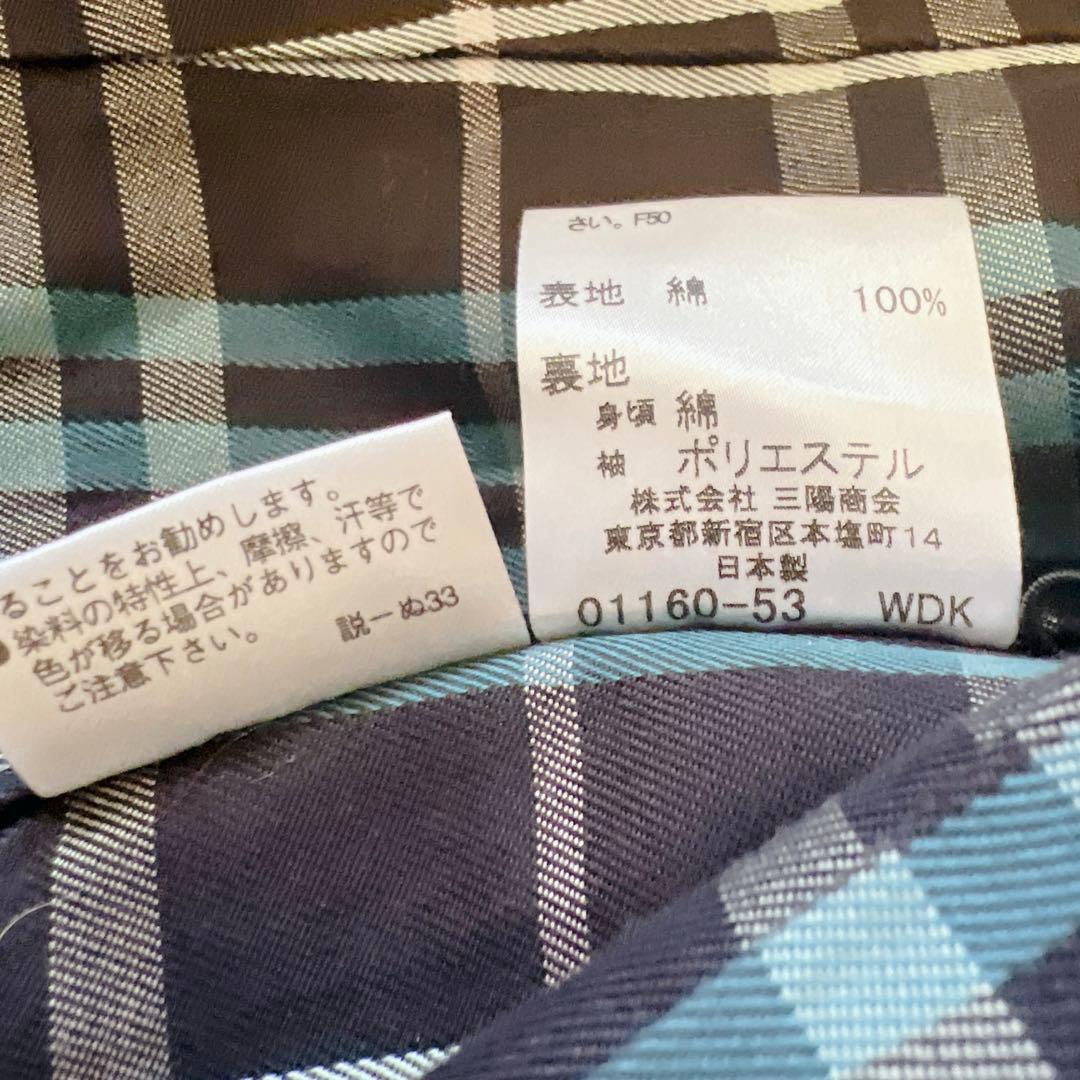 ることをお勧めします。
●染料の特性上、摩擦、汗等で
色が移る場合がありますので
ご注意下さい。 説ーぬ33
さい。F50
表地 綿 100%
裏地
身頃 綿
袖 ポリエステル
株式会社 三陽商会
東京都新宿区本塩町14
日本製
01160-53 WDK